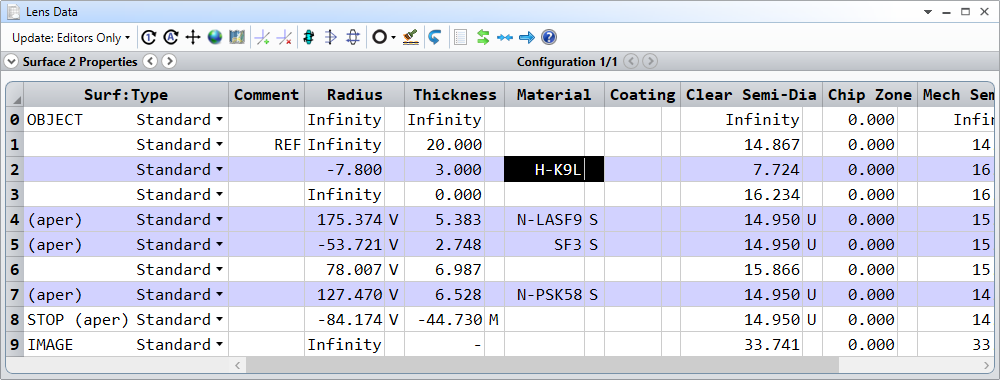 Lens Data
Update: Editors Only
Surface 2 Properties Configuration 1/1
Surf:Type Comment Radius Thickness Material Coating Clear Semi-Dia Chip Zone Mech Sem
0 OBJECT Standard Infinity Infinity Infinity 0.000 Infin
1 Standard REF Infinity 20.000 14.867 0.000 14
2 Standard -7.800 3.000 H-K9L 7.724 0.000 16
3 Standard Infinity 0.000 16.234 0.000 16
4 (aper) Standard 175.374 V 5.383 N-LASF9 S 14.950 U 0.000 15
5 (aper) Standard -53.721 V 2.748 SF3 S 14.950 U 0.000 15
6 Standard 78.007 V 6.987 15.866 0.000 15
7 (aper) Standard 127.470 V 6.528 N-PSK58 S 14.950 U 0.000 14
8 STOP (aper) Standard -84.174 V -44.730 M 14.950 U 0.000 14
9 IMAGE Standard Infinity - 33.741 0.000 33